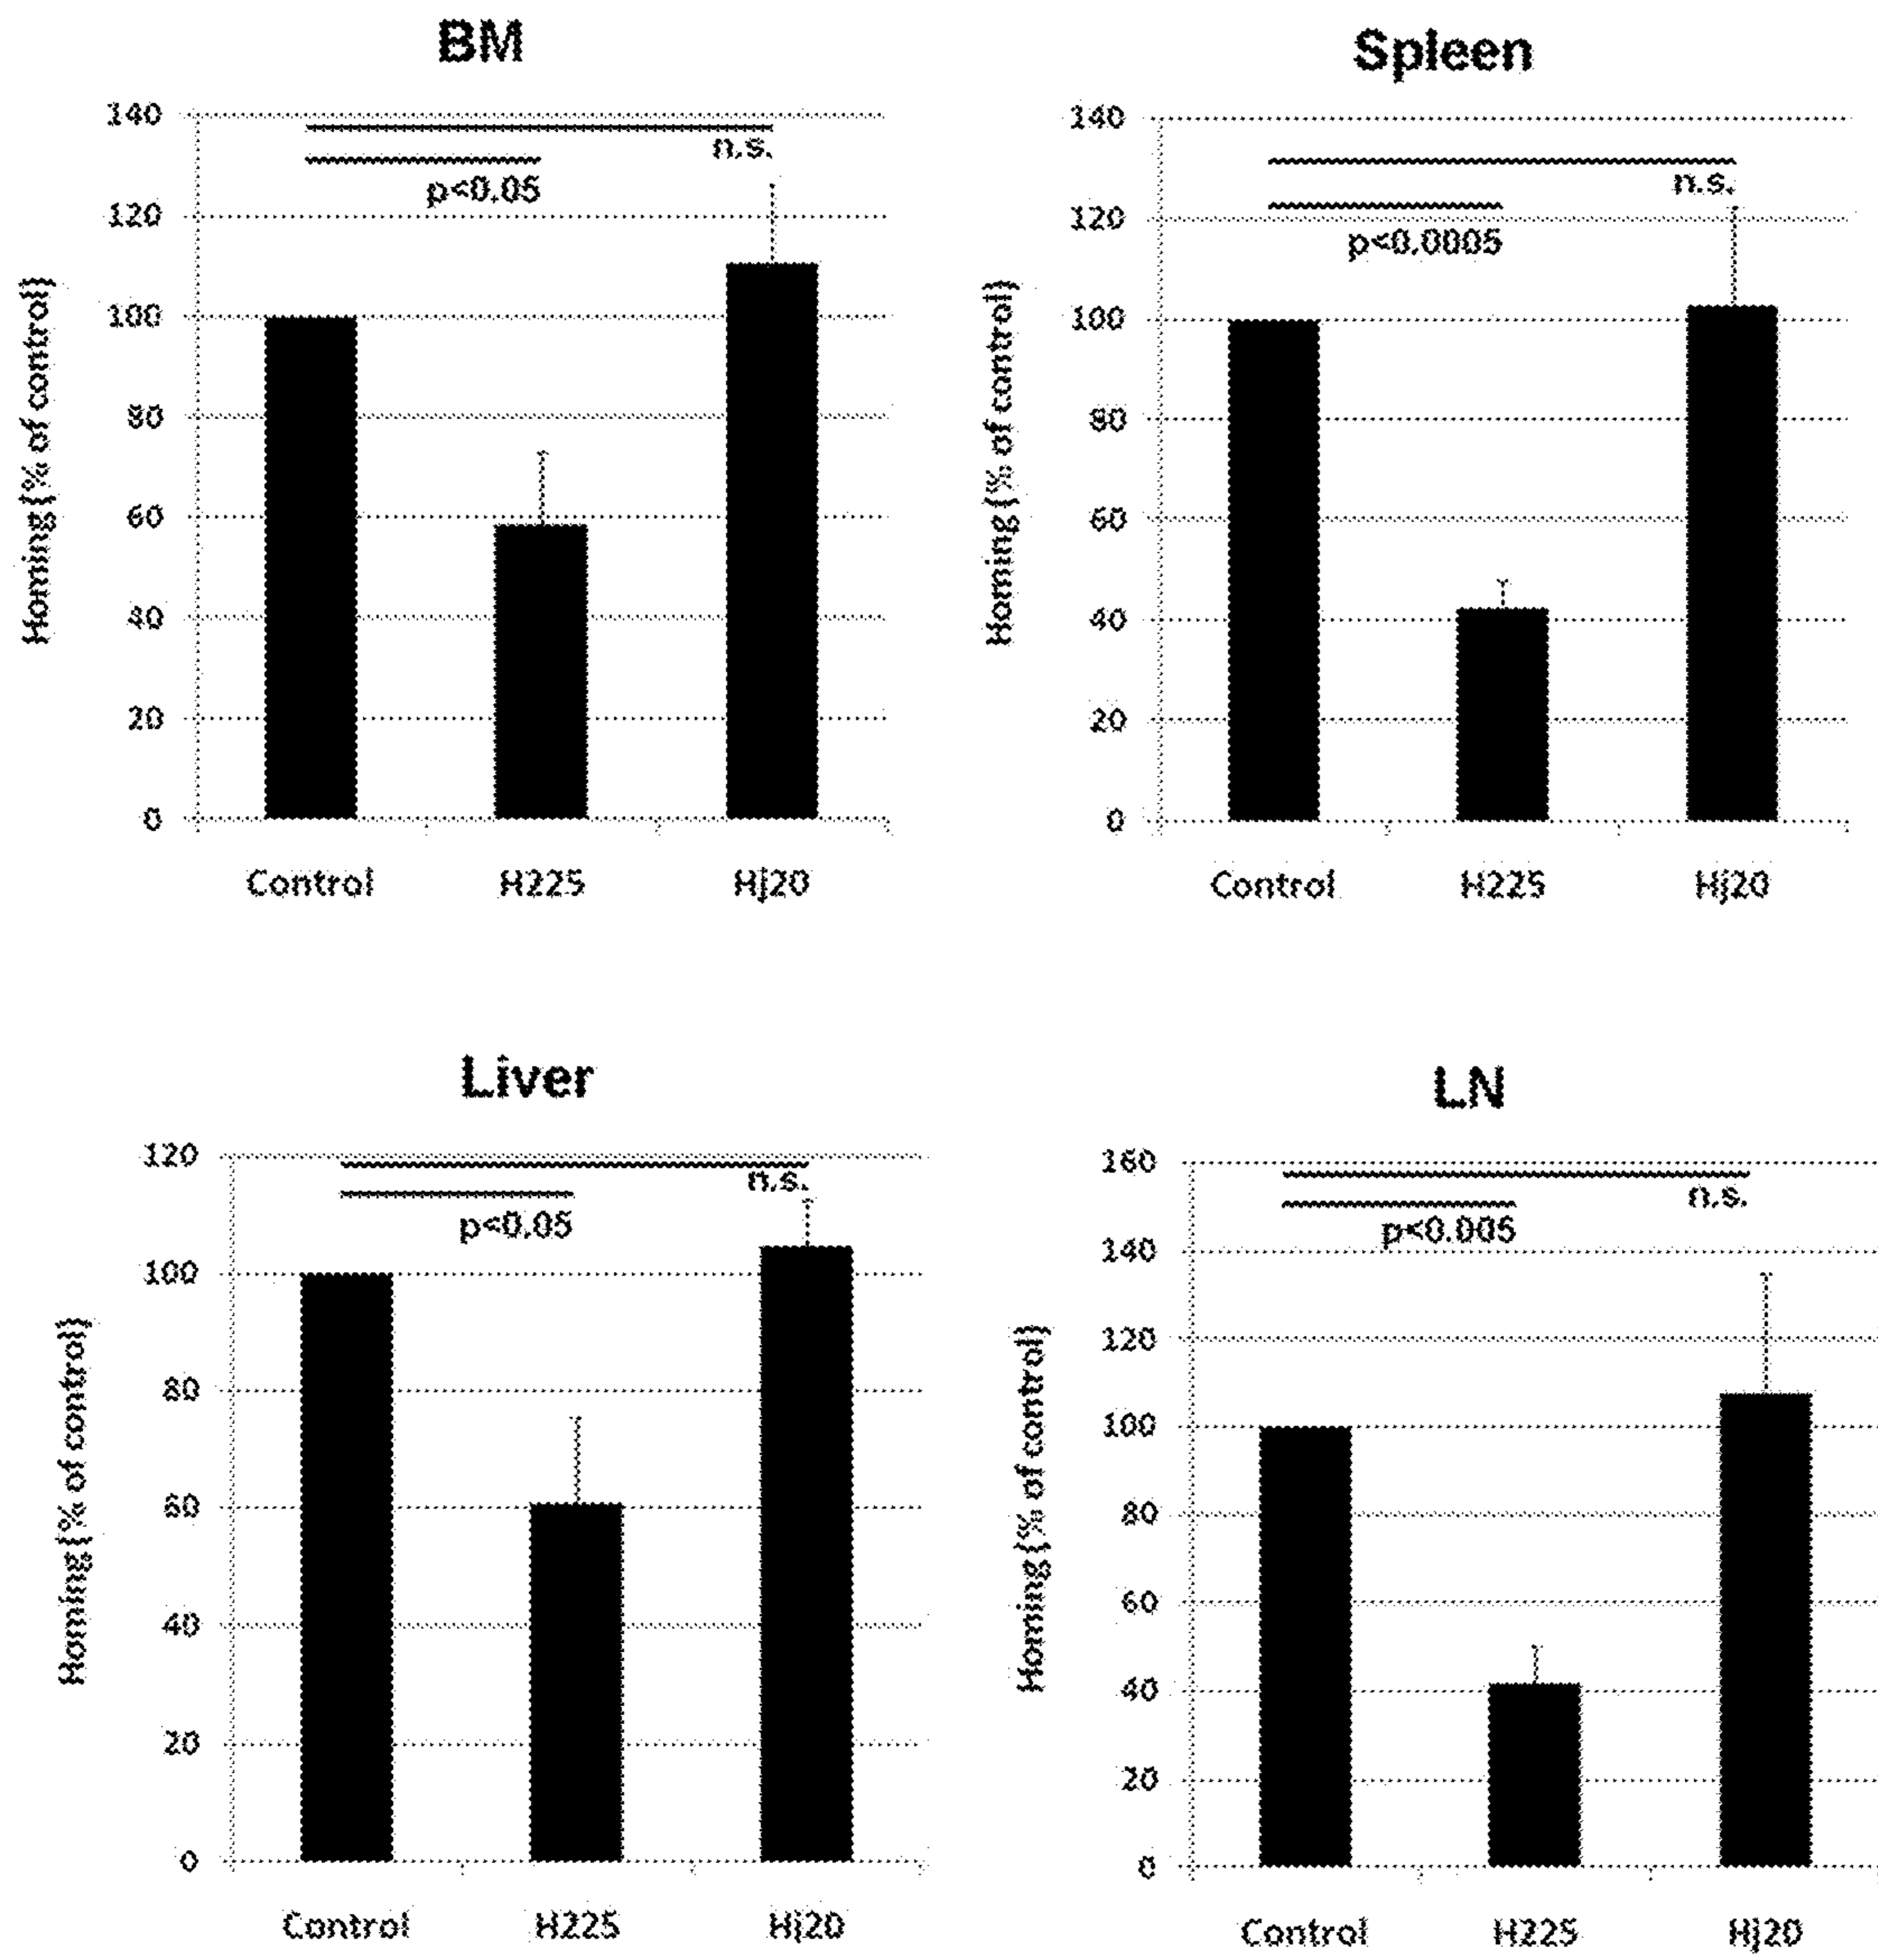 BM
140
120
100
80
60
40
20
0
Homing (% of control)
n.s.
p<0.05
Control H225 Hj20
Spleen
140
120
100
80
60
40
20
0
Homing (% of control)
n.s.
p<0.0005
Control H225 Hj20
Liver
120
100
80
60
40
20
0
Homing (% of control)
n.s.
p<0.05
Control H225 Hj20
LN
160
140
120
100
80
60
40
20
0
Homing (% of control)
n.s.
p<0.005
Control H225 Hj20